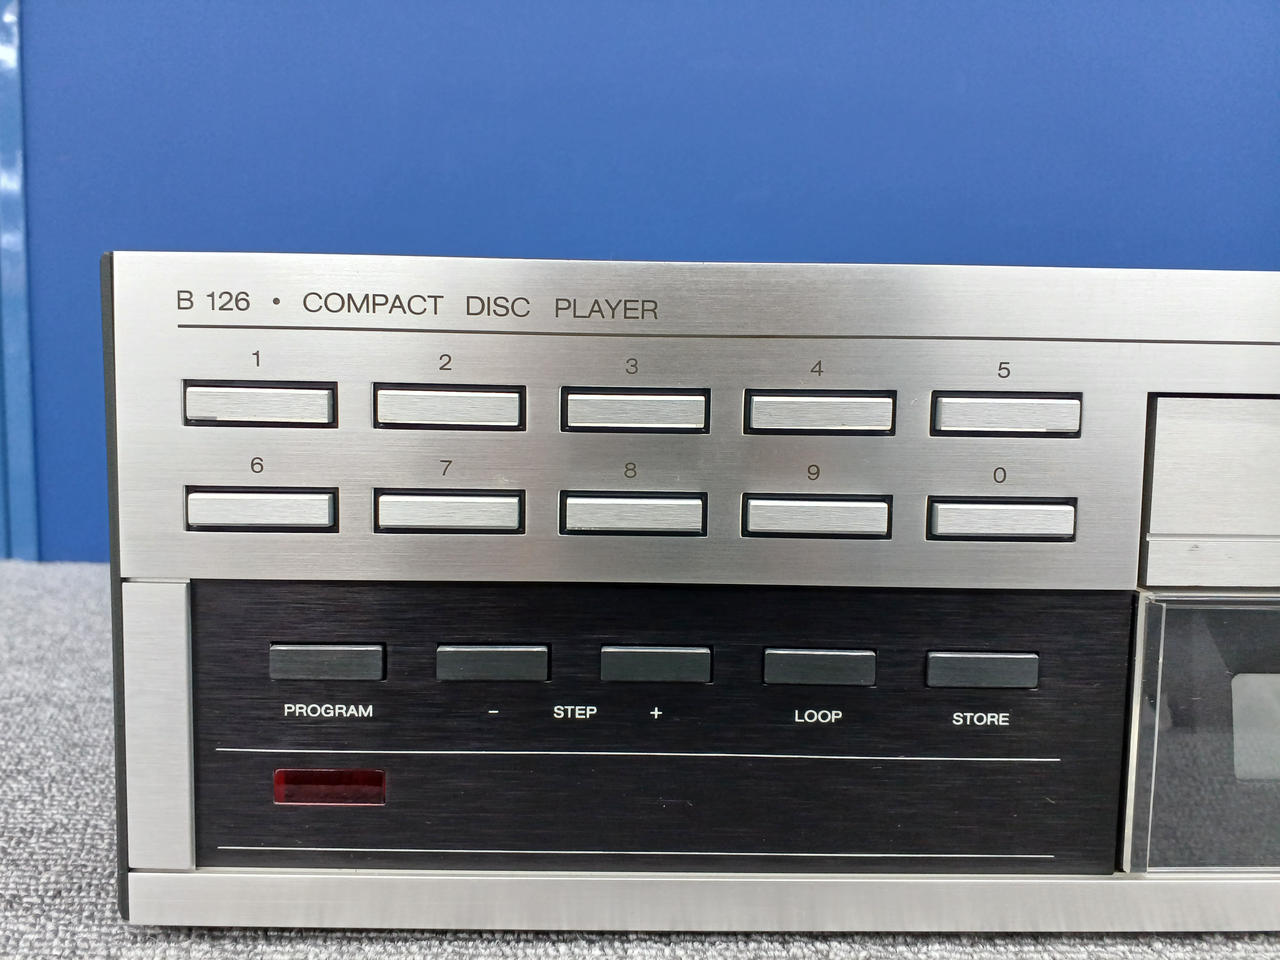 B 126 • COMPACT DISC PLAYER
1 2 3 4 5
6 7 8 9 0
PROGRAM - STEP + LOOP STORE